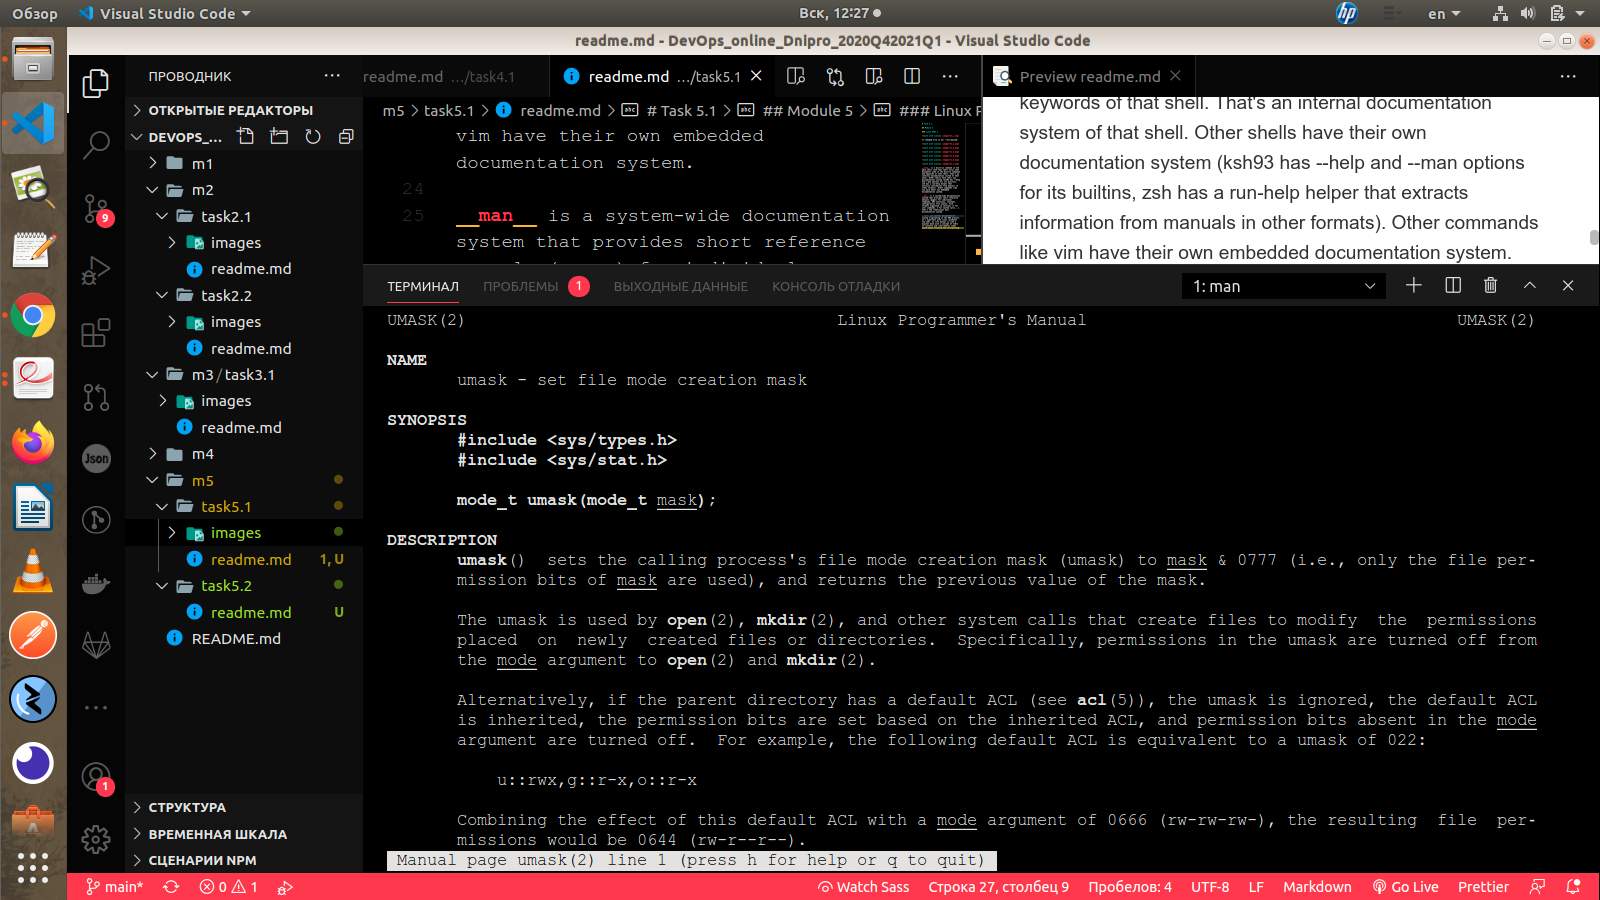 Обзор
Visual Studio Code
Вск, 12:27
hp
en
readme.md - DevOps_online_Dnipro_2020Q42021Q1 - Visual Studio Code
ПРОВОДНИК
readme.md …/task4.1
readme.md …/task5.1
Preview readme.md
ОТКРЫТЫЕ РЕДАКТОРЫ
m5 > task5.1 > readme.md > # Task 5.1 > ## Module 5 > ### Linux
DEVOPS_...
m1
m2
task2.1
images
readme.md
task2.2
images
readme.md
m3 / task3.1
images
readme.md
m4
m5
task5.1
images
readme.md 1, U
task5.2
readme.md U
README.md
9
Json
1
СТРУКТУРА
ВРЕМЕННАЯ ШКАЛА
СЦЕНАРИИ NPM
vim have their own embedded
documentation system.
24
25 __man__ is a system-wide documentation
system that provides short reference
keywords of that shell. That's an internal documentation
system of that shell. Other shells have their own
documentation system (ksh93 has --help and --man options
for its builtins, zsh has a run-help helper that extracts
information from manuals in other formats). Other commands
like vim have their own embedded documentation system.
ТЕРМИНАЛ
ПРОБЛЕМЫ 1
ВЫХОДНЫЕ ДАННЫЕ
КОНСОЛЬ ОТЛАДКИ
1: man
UMASK(2) Linux Programmer's Manual UMASK(2)
NAME
umask - set file mode creation mask
SYNOPSIS
#include <sys/types.h>
#include <sys/stat.h>
mode_t umask(mode_t mask);
DESCRIPTION
umask() sets the calling process's file mode creation mask (umask) to mask & 0777 (i.e., only the file per-
mission bits of mask are used), and returns the previous value of the mask.
The umask is used by open(2), mkdir(2), and other system calls that create files to modify the permissions
placed on newly created files or directories. Specifically, permissions in the umask are turned off from
the mode argument to open(2) and mkdir(2).
Alternatively, if the parent directory has a default ACL (see acl(5)), the umask is ignored, the default ACL
is inherited, the permission bits are set based on the inherited ACL, and permission bits absent in the mode
argument are turned off. For example, the following default ACL is equivalent to a umask of 022:
u::rwx,g::r-x,o::r-x
Combining the effect of this default ACL with a mode argument of 0666 (rw-rw-rw-), the resulting file per-
missions would be 0644 (rw-r--r--).
Manual page umask(2) line 1 (press h for help or q to quit)
main*
0
1
Watch Sass
Строка 27, столбец 9
Пробелов: 4
UTF-8
LF
Markdown
Go Live
Prettier